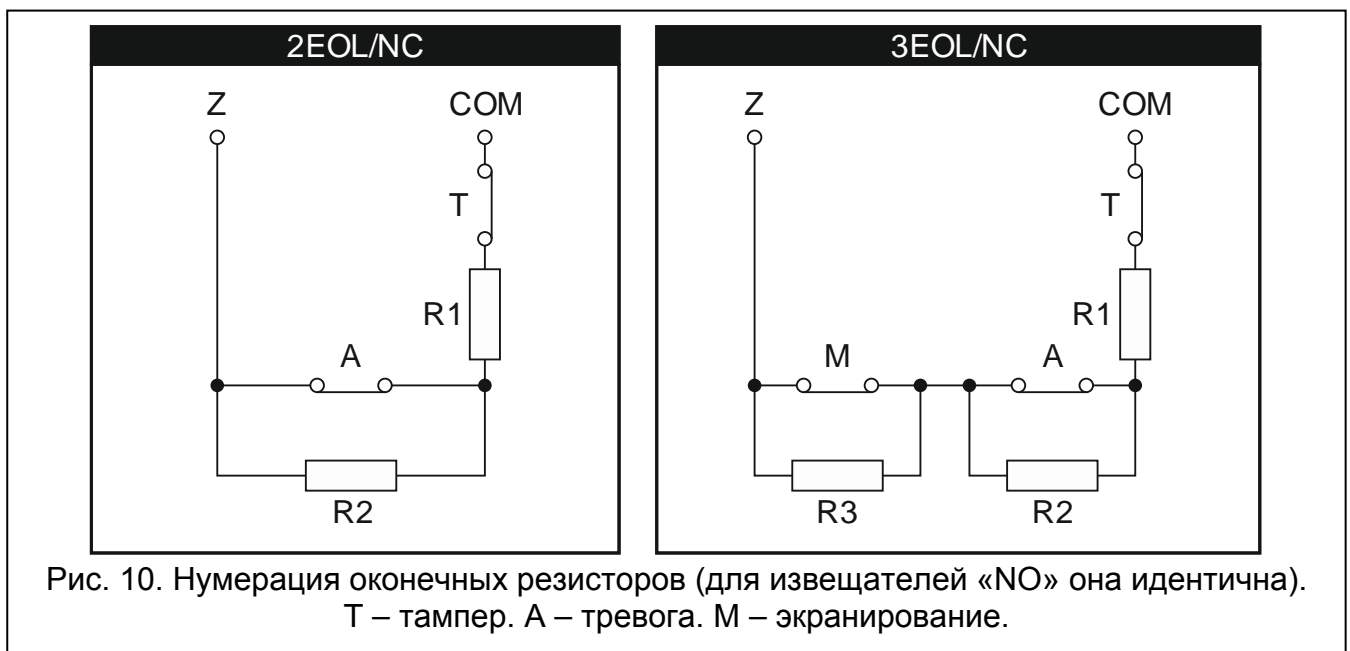 2EOL/NC
Z
COM
T
R1
A
R2
3EOL/NC
Z
COM
T
R1
M
A
R3
R2
Рис. 10. Нумерация оконечных резисторов (для извещателей «NO» она идентична).
T – тампер. A – тревога. M – экранирование.